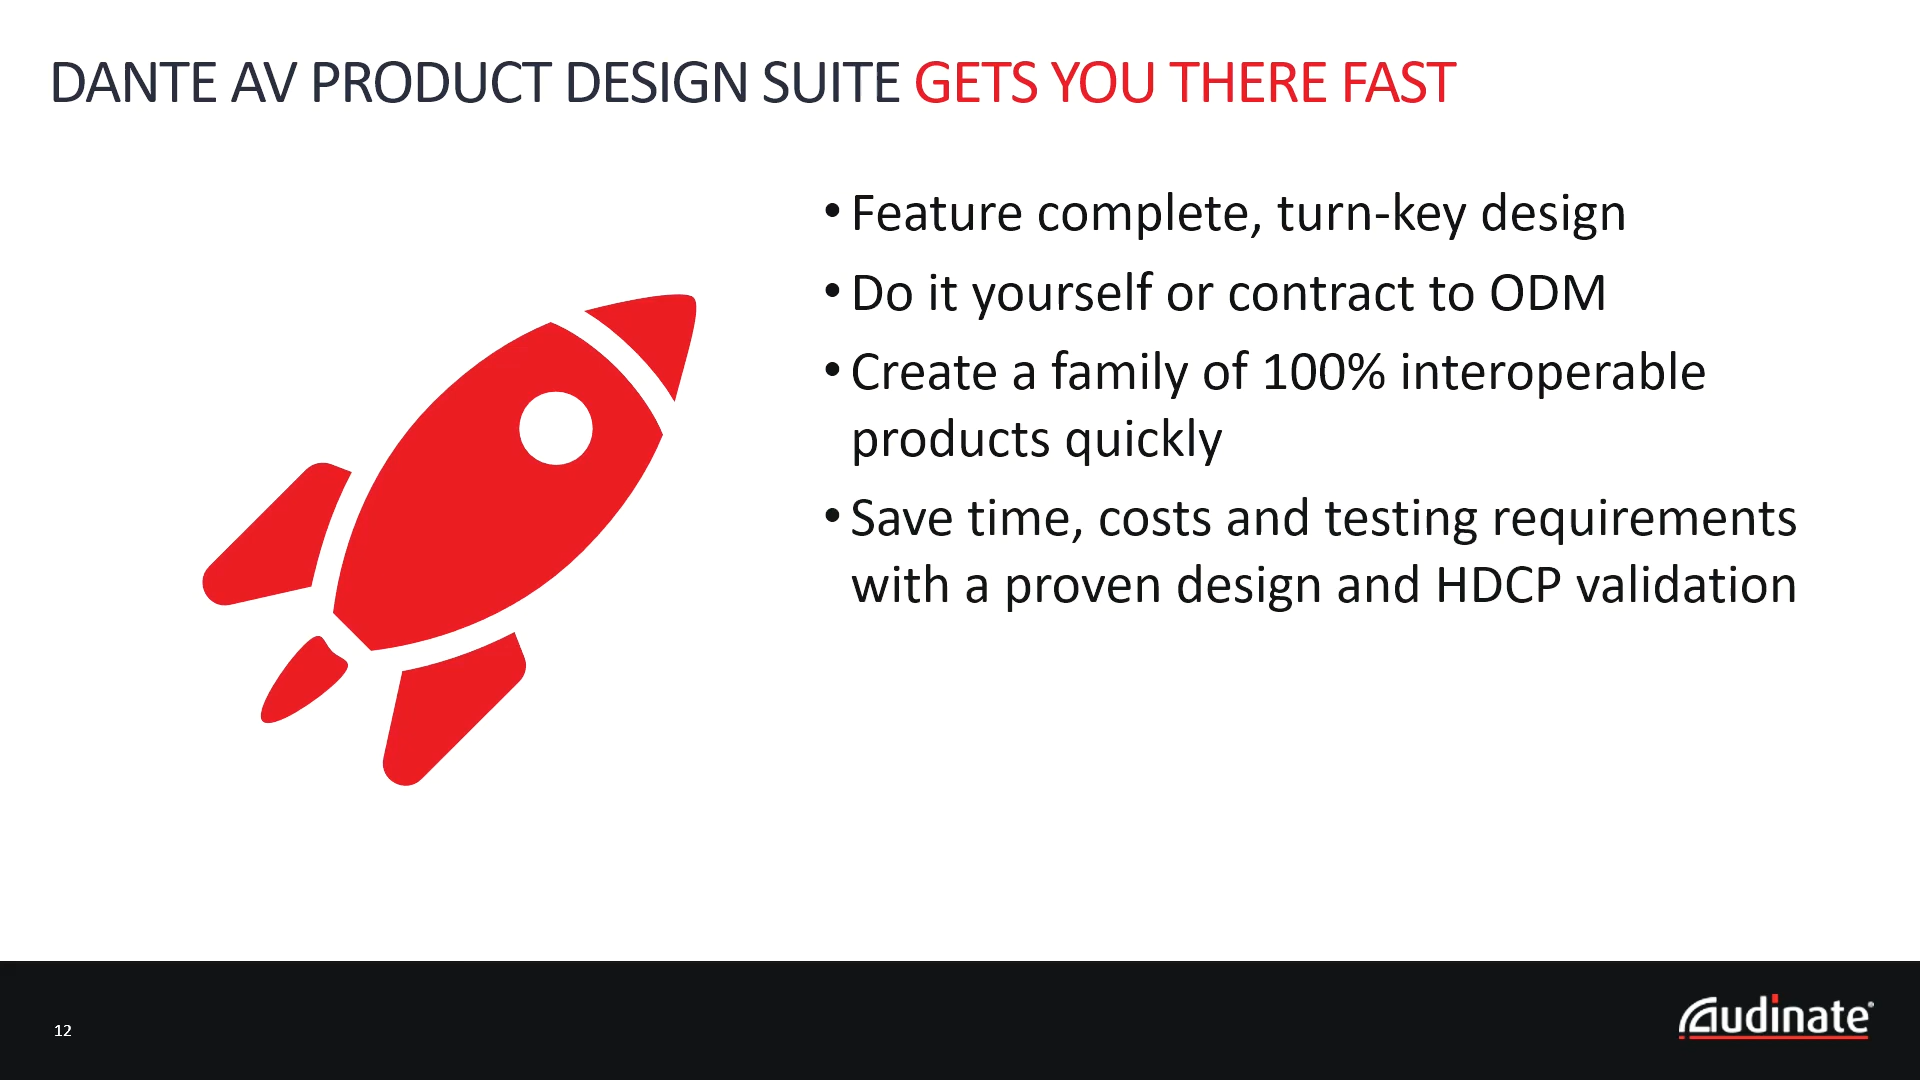 DANTE AV PRODUCT DESIGN SUITE GETS YOU THERE FAST
• Feature complete, turn-key design
• Do it yourself or contract to ODM
• Create a family of 100% interoperable
products quickly
• Save time, costs and testing requirements
with a proven design and HDCP validation
12
Audinate®